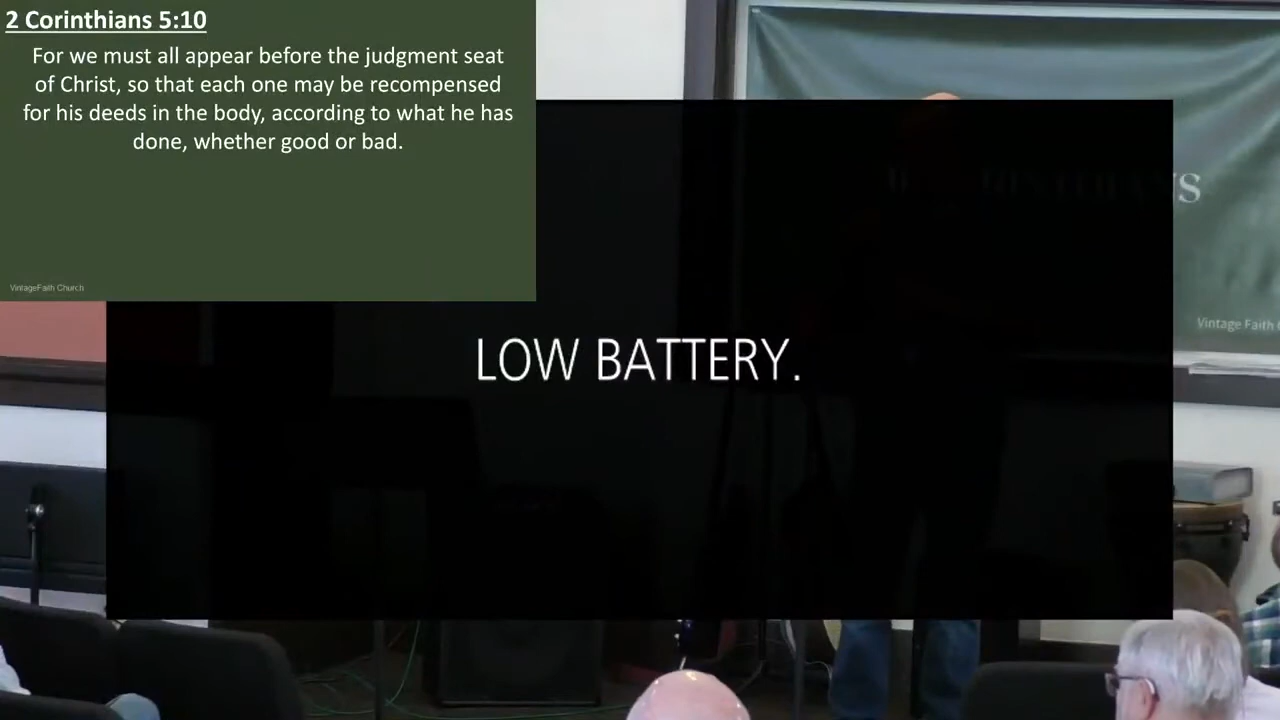 2 Corinthians 5:10
For we must all appear before the judgment seat
of Christ, so that each one may be recompensed
for his deeds in the body, according to what he has
done, whether good or bad.
VintageFaith Church
LOW BATTERY.
Vintage Faith